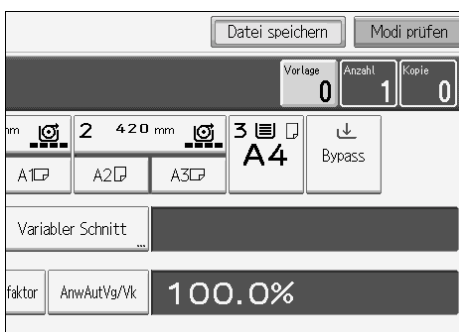 Datei speichern Modi prüfen
Vorlage Anzahl Kopie
0 1 0
mm 2 420 mm 3
A4 Bypass
A1 A2 A3
Variabler Schnitt
...
faktor AnwAutVg/Vk 100.0%